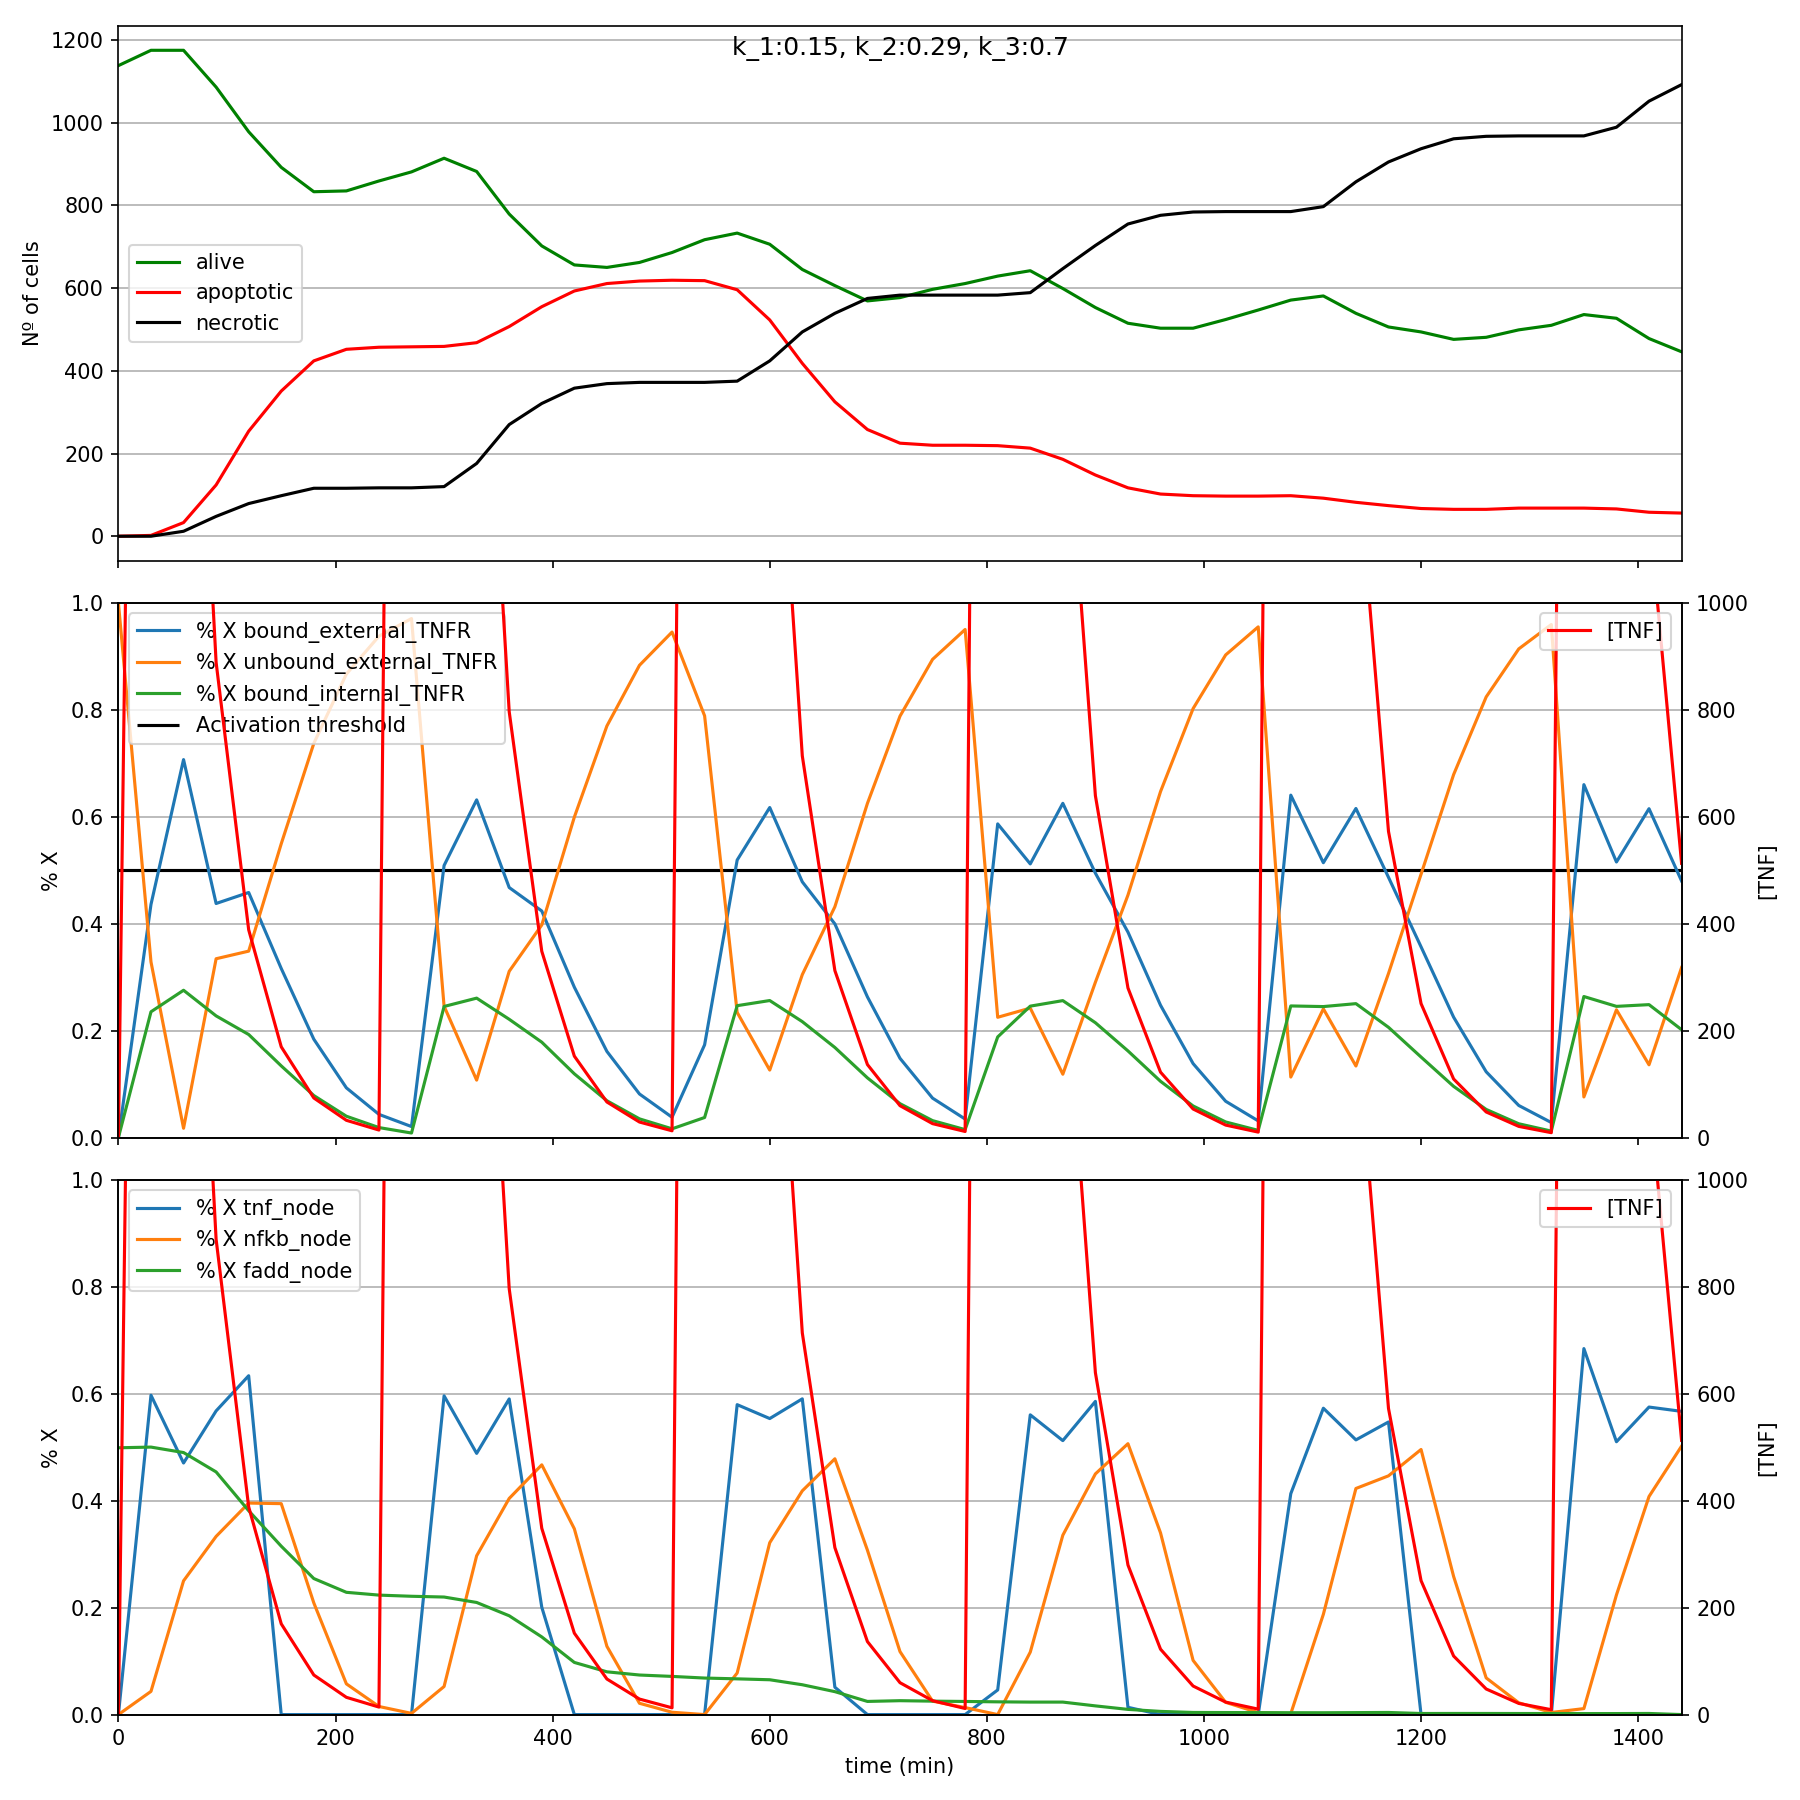 k_1:0.15, k_2:0.29, k_3:0.7
1200
1000
800
600
400
200
0
Nº of cells
alive
apoptotic
necrotic
1.0
0.8
0.6
0.4
0.2
0.0
% X
% X bound_external_TNFR
% X unbound_external_TNFR
% X bound_internal_TNFR
Activation threshold
[TNF]
1000
800
600
400
200
0
[TNF]
1.0
0.8
0.6
0.4
0.2
0.0
% X
% X tnf_node
% X nfkb_node
% X fadd_node
[TNF]
1000
800
600
400
200
0
[TNF]
0 200 400 600 800 1000 1200 1400
time (min)